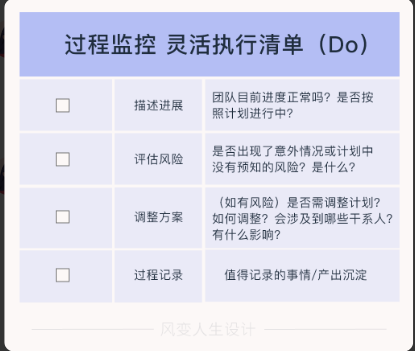 过程监控 灵活执行清单（Do）
描述进展
团队目前进度正常吗？是否按
照计划进行中？
评估风险
是否出现了意外情况或计划中
没有预知的风险？是什么？
调整方案
（如有风险）是否需调整计划？
如何调整？会涉及到哪些干系人？
有什么影响？
过程记录
值得记录的事情/产出沉淀
风变人生设计